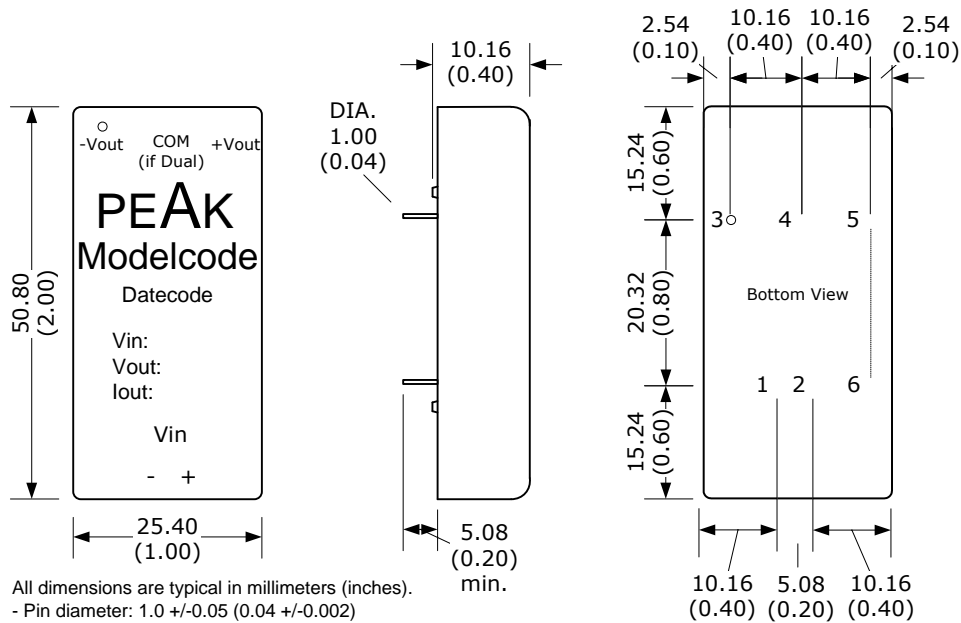 -Vout COM +Vout
(if Dual)
PEAK
Modelcode
Datecode
Vin:
Vout:
Iout:
Vin
- +
50.80
(2.00)
25.40
(1.00)
10.16
(0.40)
DIA.
1.00
(0.04)
5.08
(0.20)
min.
2.54
(0.10)
10.16
(0.40)
10.16
(0.40)
2.54
(0.10)
15.24
(0.60)
20.32
(0.80)
15.24
(0.60)
3 4 5
Bottom View
1 2 6
10.16
(0.40)
5.08
(0.20)
10.16
(0.40)
All dimensions are typical in millimeters (inches).
- Pin diameter: 1.0 +/-0.05 (0.04 +/-0.002)